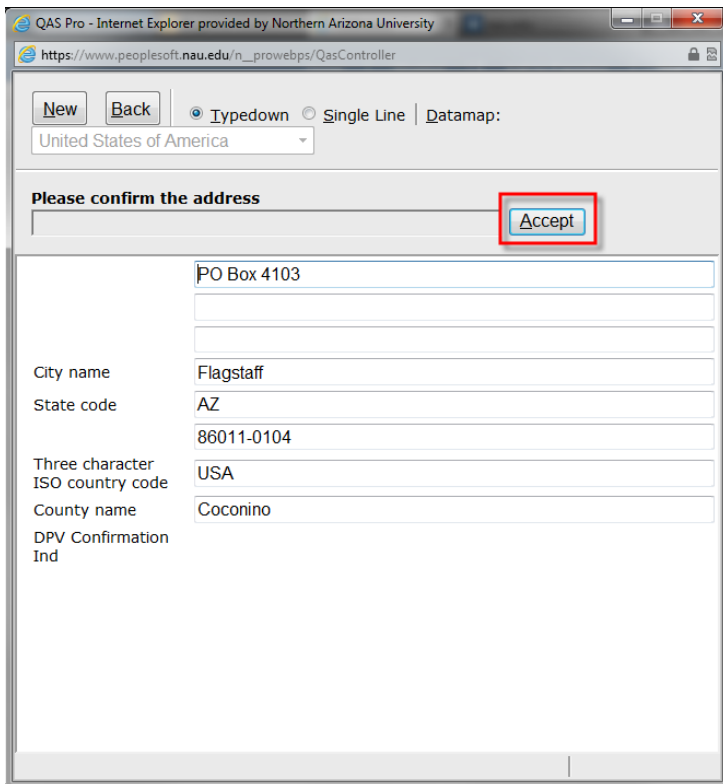 QAS Pro - Internet Explorer provided by Northern Arizona University
https://www.peoplesoft.nau.edu/n__prowebps/QasController
New Back Typedown Single Line Datamap:
United States of America
Please confirm the address
Accept
PO Box 4103
City name Flagstaff
State code AZ
86011-0104
Three character
ISO country code USA
County name Coconino
DPV Confirmation
Ind